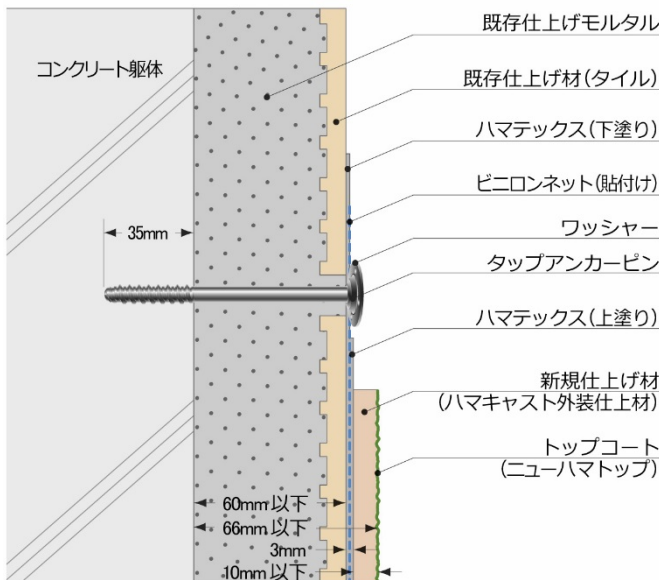 既存仕上げモルタル
コンクリート躯体
既存仕上げ材(タイル)
ハマテックス(下塗り)
ビニロンネット(貼付け)
ワッシャー
35mm
タップアンカーピン
ハマテックス(上塗り)
新規仕上げ材
(ハマキャスト外装仕上材)
トップコート
(ニューハマトップ)
60mm以下
66mm以下
3mm
10mm以下